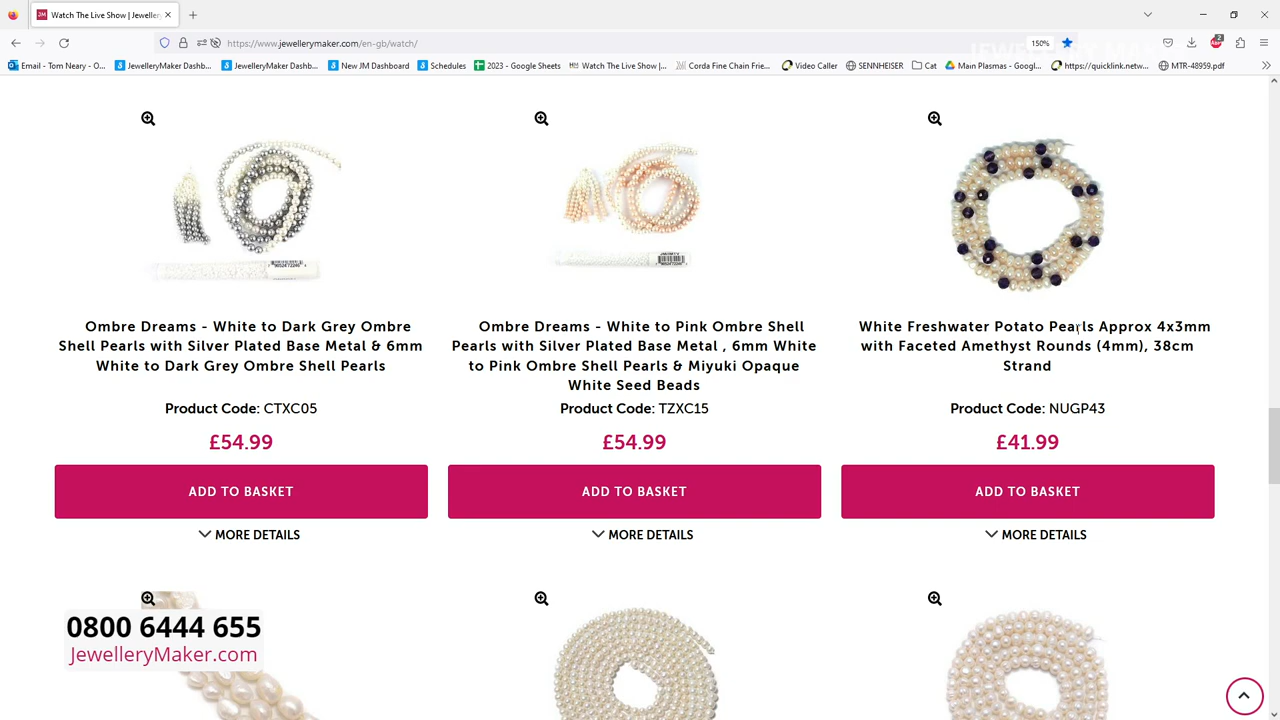 Watch The Live Show | Jeweller
https://www.jewellerymaker.com/en-gb/watch/
150%
Email - Tom Neary - O...
JewelleryMaker Dashb...
JewelleryMaker Dashb...
New JM Dashboard
Schedules
2023 - Google Sheets
Watch The Live Show |...
Corda Fine Chain Frie...
Video Caller
SENNHEISER
Cat
Main Plasmas - Googl...
https://quicklink.netw...
MTR-48959.pdf
Ombre Dreams - White to Dark Grey Ombre
Shell Pearls with Silver Plated Base Metal & 6mm
White to Dark Grey Ombre Shell Pearls
Product Code: CTXC05
£54.99
ADD TO BASKET
MORE DETAILS
Ombre Dreams - White to Pink Ombre Shell
Pearls with Silver Plated Base Metal , 6mm White
to Pink Ombre Shell Pearls & Miyuki Opaque
White Seed Beads
Product Code: TZXC15
£54.99
ADD TO BASKET
MORE DETAILS
White Freshwater Potato Pearls Approx 4x3mm
with Faceted Amethyst Rounds (4mm), 38cm
Strand
Product Code: NUGP43
£41.99
ADD TO BASKET
MORE DETAILS
0800 6444 655
JewelleryMaker.com